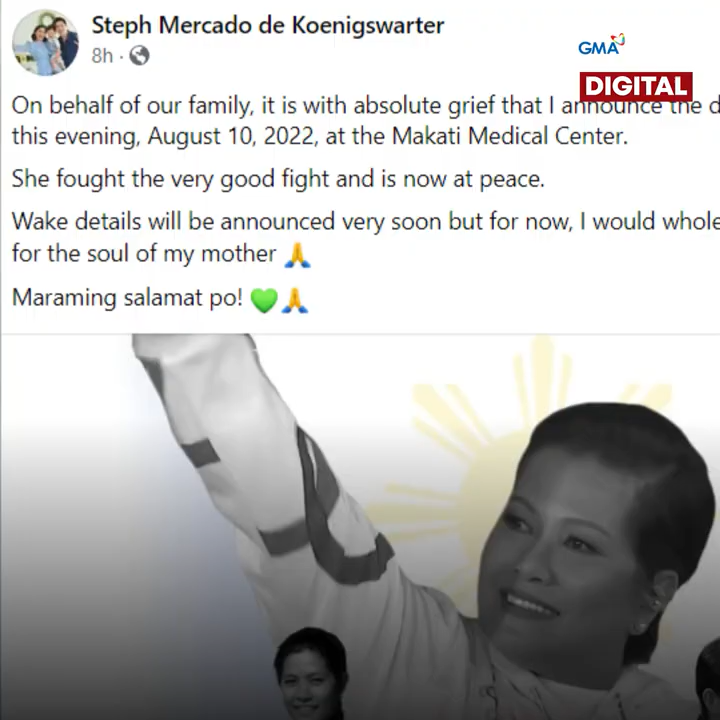 Steph Mercado de Koenigswarter
8h ·
GMA
DIGITAL
On behalf of our family, it is with absolute grief that I announce the d
this evening, August 10, 2022, at the Makati Medical Center.
She fought the very good fight and is now at peace.
Wake details will be announced very soon but for now, I would whole
for the soul of my mother 🙏
Maraming salamat po! 💚🙏